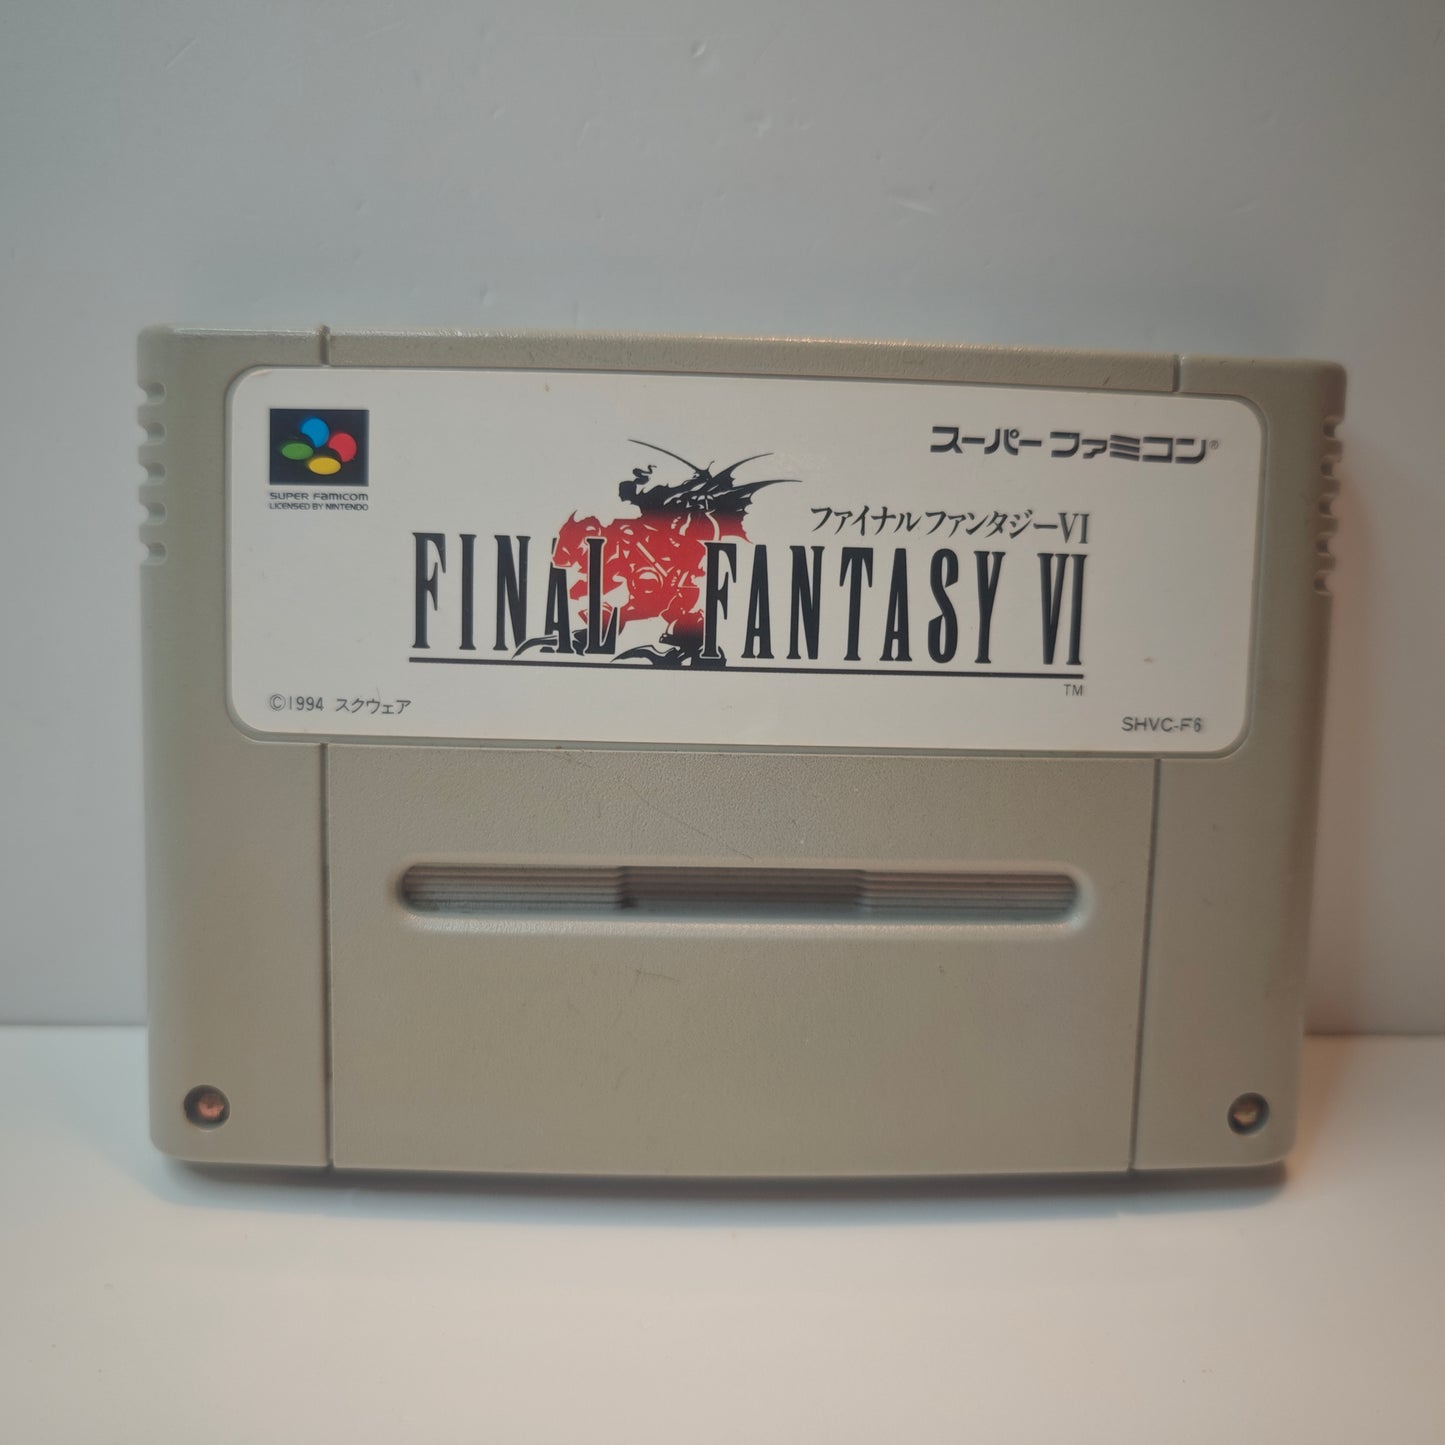 SUPER FAMICOM
LICENSED BY NINTENDO
スーパーファミコン®
ファイナルファンタジーVI
FINAL FANTASY VI
TM
©1994 スクウェア
SHVC-F6